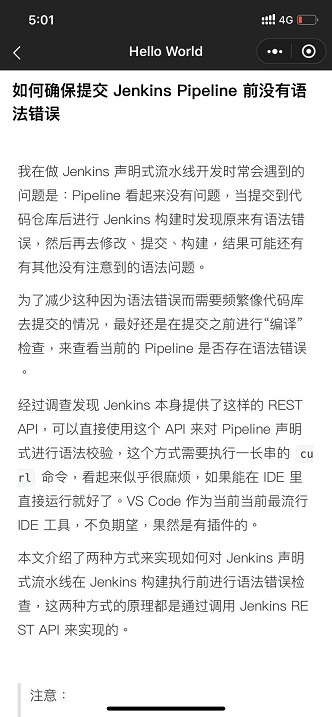 5:01
4G
Hello World
如何确保提交 Jenkins Pipeline 前没有语
法错误
我在做 Jenkins 声明式流水线开发时常会遇到的
问题是：Pipeline 看起来没有问题，当提交到代
码仓库后进行 Jenkins 构建时发现原来有语法错
误，然后再去修改、提交、构建，结果可能还有
有其他没有注意到的语法问题。
为了减少这种因为语法错误而需要频繁像代码库
去提交的情况，最好还是在提交之前进行“编译”
检查，来查看当前的 Pipeline 是否存在语法错误
。
经过调查发现 Jenkins 本身提供了这样的 REST
API，可以直接使用这个 API 来对 Pipeline 声明
式进行语法校验，这个方式需要执行一长串的 cu
rl 命令，看起来似乎很麻烦，如果能在 IDE 里
直接运行就好了。VS Code 作为当前当前最流行
IDE 工具，不负期望，果然是有插件的。
本文介绍了两种方式来实现如何对 Jenkins 声明
式流水线在 Jenkins 构建执行前进行语法错误检
查，这两种方式的原理都是通过调用 Jenkins RE
ST API 来实现的。
注意：